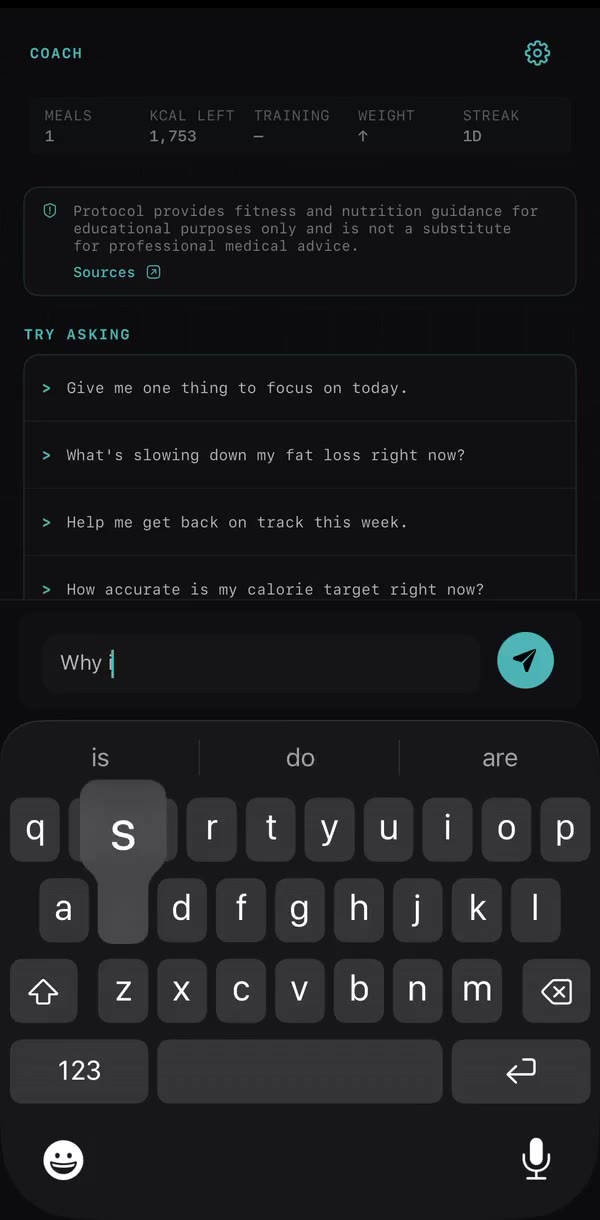 COACH
MEALS KCAL LEFT TRAINING WEIGHT STREAK
1 1,753 — ↑ 1D
Protocol provides fitness and nutrition guidance for
educational purposes only and is not a substitute
for professional medical advice.
Sources
TRY ASKING
> Give me one thing to focus on today.
> What's slowing down my fat loss right now?
> Help me get back on track this week.
> How accurate is my calorie target right now?
Why i
is do are
q s r t y u i o p
a d f g h j k l
z x c v b n m
123